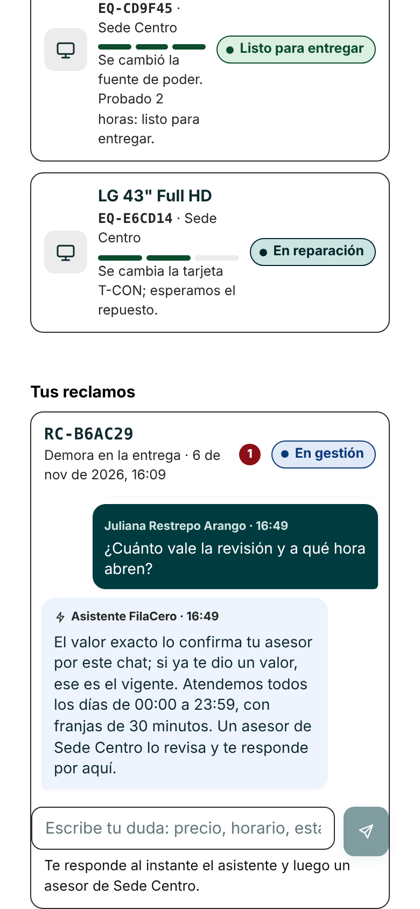 EQ-CD9F45 ·
Sede Centro
Se cambió la
fuente de poder.
Probado 2
horas: listo para
entregar.
Listo para entregar
LG 43" Full HD
EQ-E6CD14 · Sede
Centro
Se cambia la tarjeta
T-CON; esperamos el
repuesto.
En reparación
Tus reclamos
RC-B6AC29
Demora en la entrega · 6 de
nov de 2026, 16:09
1
En gestión
Juliana Restrepo Arango · 16:49
¿Cuánto vale la revisión y a qué hora
abren?
Asistente FilaCero · 16:49
El valor exacto lo confirma tu asesor
por este chat; si ya te dio un valor,
ese es el vigente. Atendemos todos
los días de 00:00 a 23:59, con
franjas de 30 minutos. Un asesor de
Sede Centro lo revisa y te responde
por aquí.
Escribe tu duda: precio, horario, esta
Te responde al instante el asistente y luego un
asesor de Sede Centro.